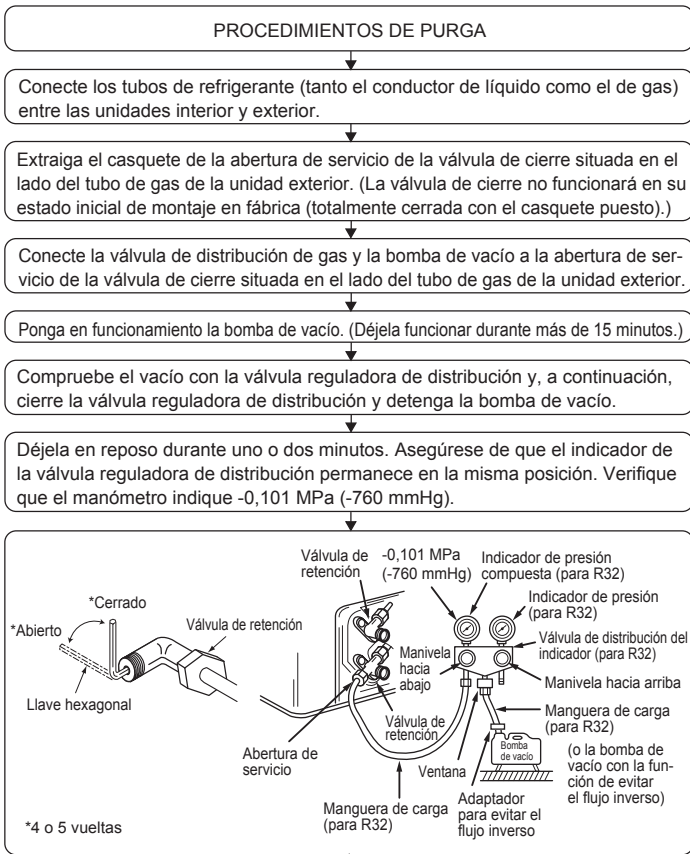 PROCEDIMIENTOS DE PURGA
Conecte los tubos de refrigerante (tanto el conductor de líquido como el de gas)
entre las unidades interior y exterior.
Extraiga el casquete de la abertura de servicio de la válvula de cierre situada en el
lado del tubo de gas de la unidad exterior. (La válvula de cierre no funcionará en su
estado inicial de montaje en fábrica (totalmente cerrada con el casquete puesto).)
Conecte la válvula de distribución de gas y la bomba de vacío a la abertura de ser-
vicio de la válvula de cierre situada en el lado del tubo de gas de la unidad exterior.
Ponga en funcionamiento la bomba de vacío. (Déjela funcionar durante más de 15 minutos.)
Compruebe el vacío con la válvula reguladora de distribución y, a continuación,
cierre la válvula reguladora de distribución y detenga la bomba de vacío.
Déjela en reposo durante uno o dos minutos. Asegúrese de que el indicador de
la válvula reguladora de distribución permanece en la misma posición. Verifique
que el manómetro indique -0,101 MPa (-760 mmHg).
*Cerrado
*Abierto
Válvula de retención
Llave hexagonal
*4 o 5 vueltas
Válvula de
retención
-0,101 MPa
(-760 mmHg)
Indicador de presión
compuesta (para R32)
Indicador de presión
(para R32)
Válvula de distribución del
indicador (para R32)
Manivela
hacia
abajo
Manivela hacia arriba
Válvula de
retención
Manguera de carga
(para R32)
Abertura de
servicio
Ventana
Bomba
de vacío
(o la bomba de
vacío con la fun-
ción de evitar
el flujo inverso)
Manguera de carga
(para R32)
Adaptador
para evitar el
flujo inverso